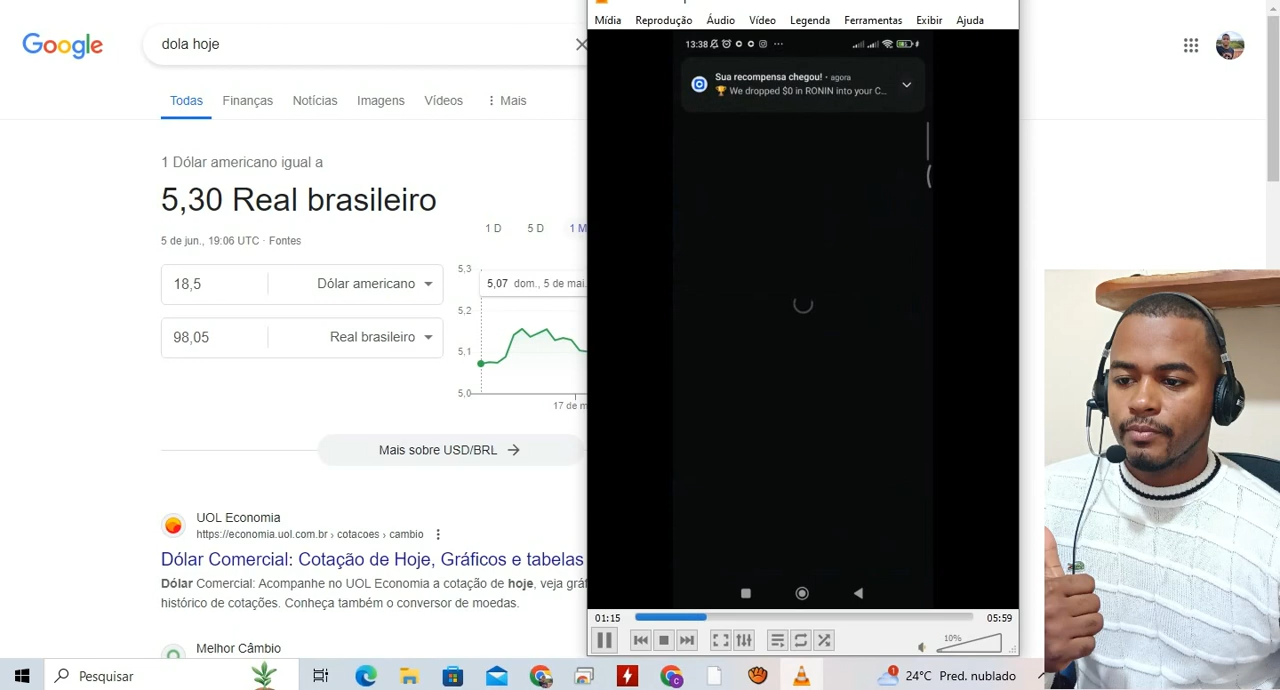 Google
dola hoje
Todas
Finanças
Notícias
Imagens
Vídeos
Mais
1 Dólar americano igual a
5,30 Real brasileiro
5 de jun., 19:06 UTC · Fontes
18,5
Dólar americano
98,05
Real brasileiro
1 D
5 D
1 M
5,3
5,2
5,1
5,0
5,07 dom., 5 de mai.
17 de m
Mais sobre USD/BRL
UOL Economia
https://economia.uol.com.br › cotacoes › cambio
Dólar Comercial: Cotação de Hoje, Gráficos e tabelas
Dólar Comercial: Acompanhe no UOL Economia a cotação de hoje, veja grá
histórico de cotações. Conheça também o conversor de moedas.
Melhor Câmbio
Mídia
Reprodução
Áudio
Vídeo
Legenda
Ferramentas
Exibir
Ajuda
13:38
Sua recompensa chegou! · agora
We dropped $0 in RONIN into your C...
01:15
05:59
10%
Pesquisar
1
24°C Pred. nublado